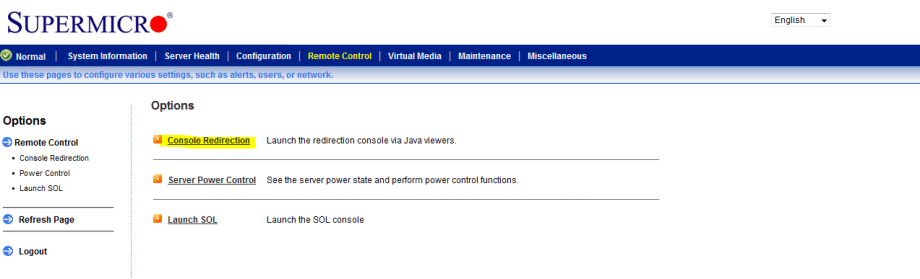 SUPERMICR®
English
Normal | System Information | Server Health | Configuration | Remote Control | Virtual Media | Maintenance | Miscellaneous
Use these pages to configure various settings, such as alerts, users, or network.
Options
Remote Control
• Console Redirection
• Power Control
• Launch SOL
Refresh Page
Logout
Options
Console Redirection Launch the redirection console via Java viewers.
Server Power Control See the server power state and perform power control functions.
Launch SOL Launch the SOL console